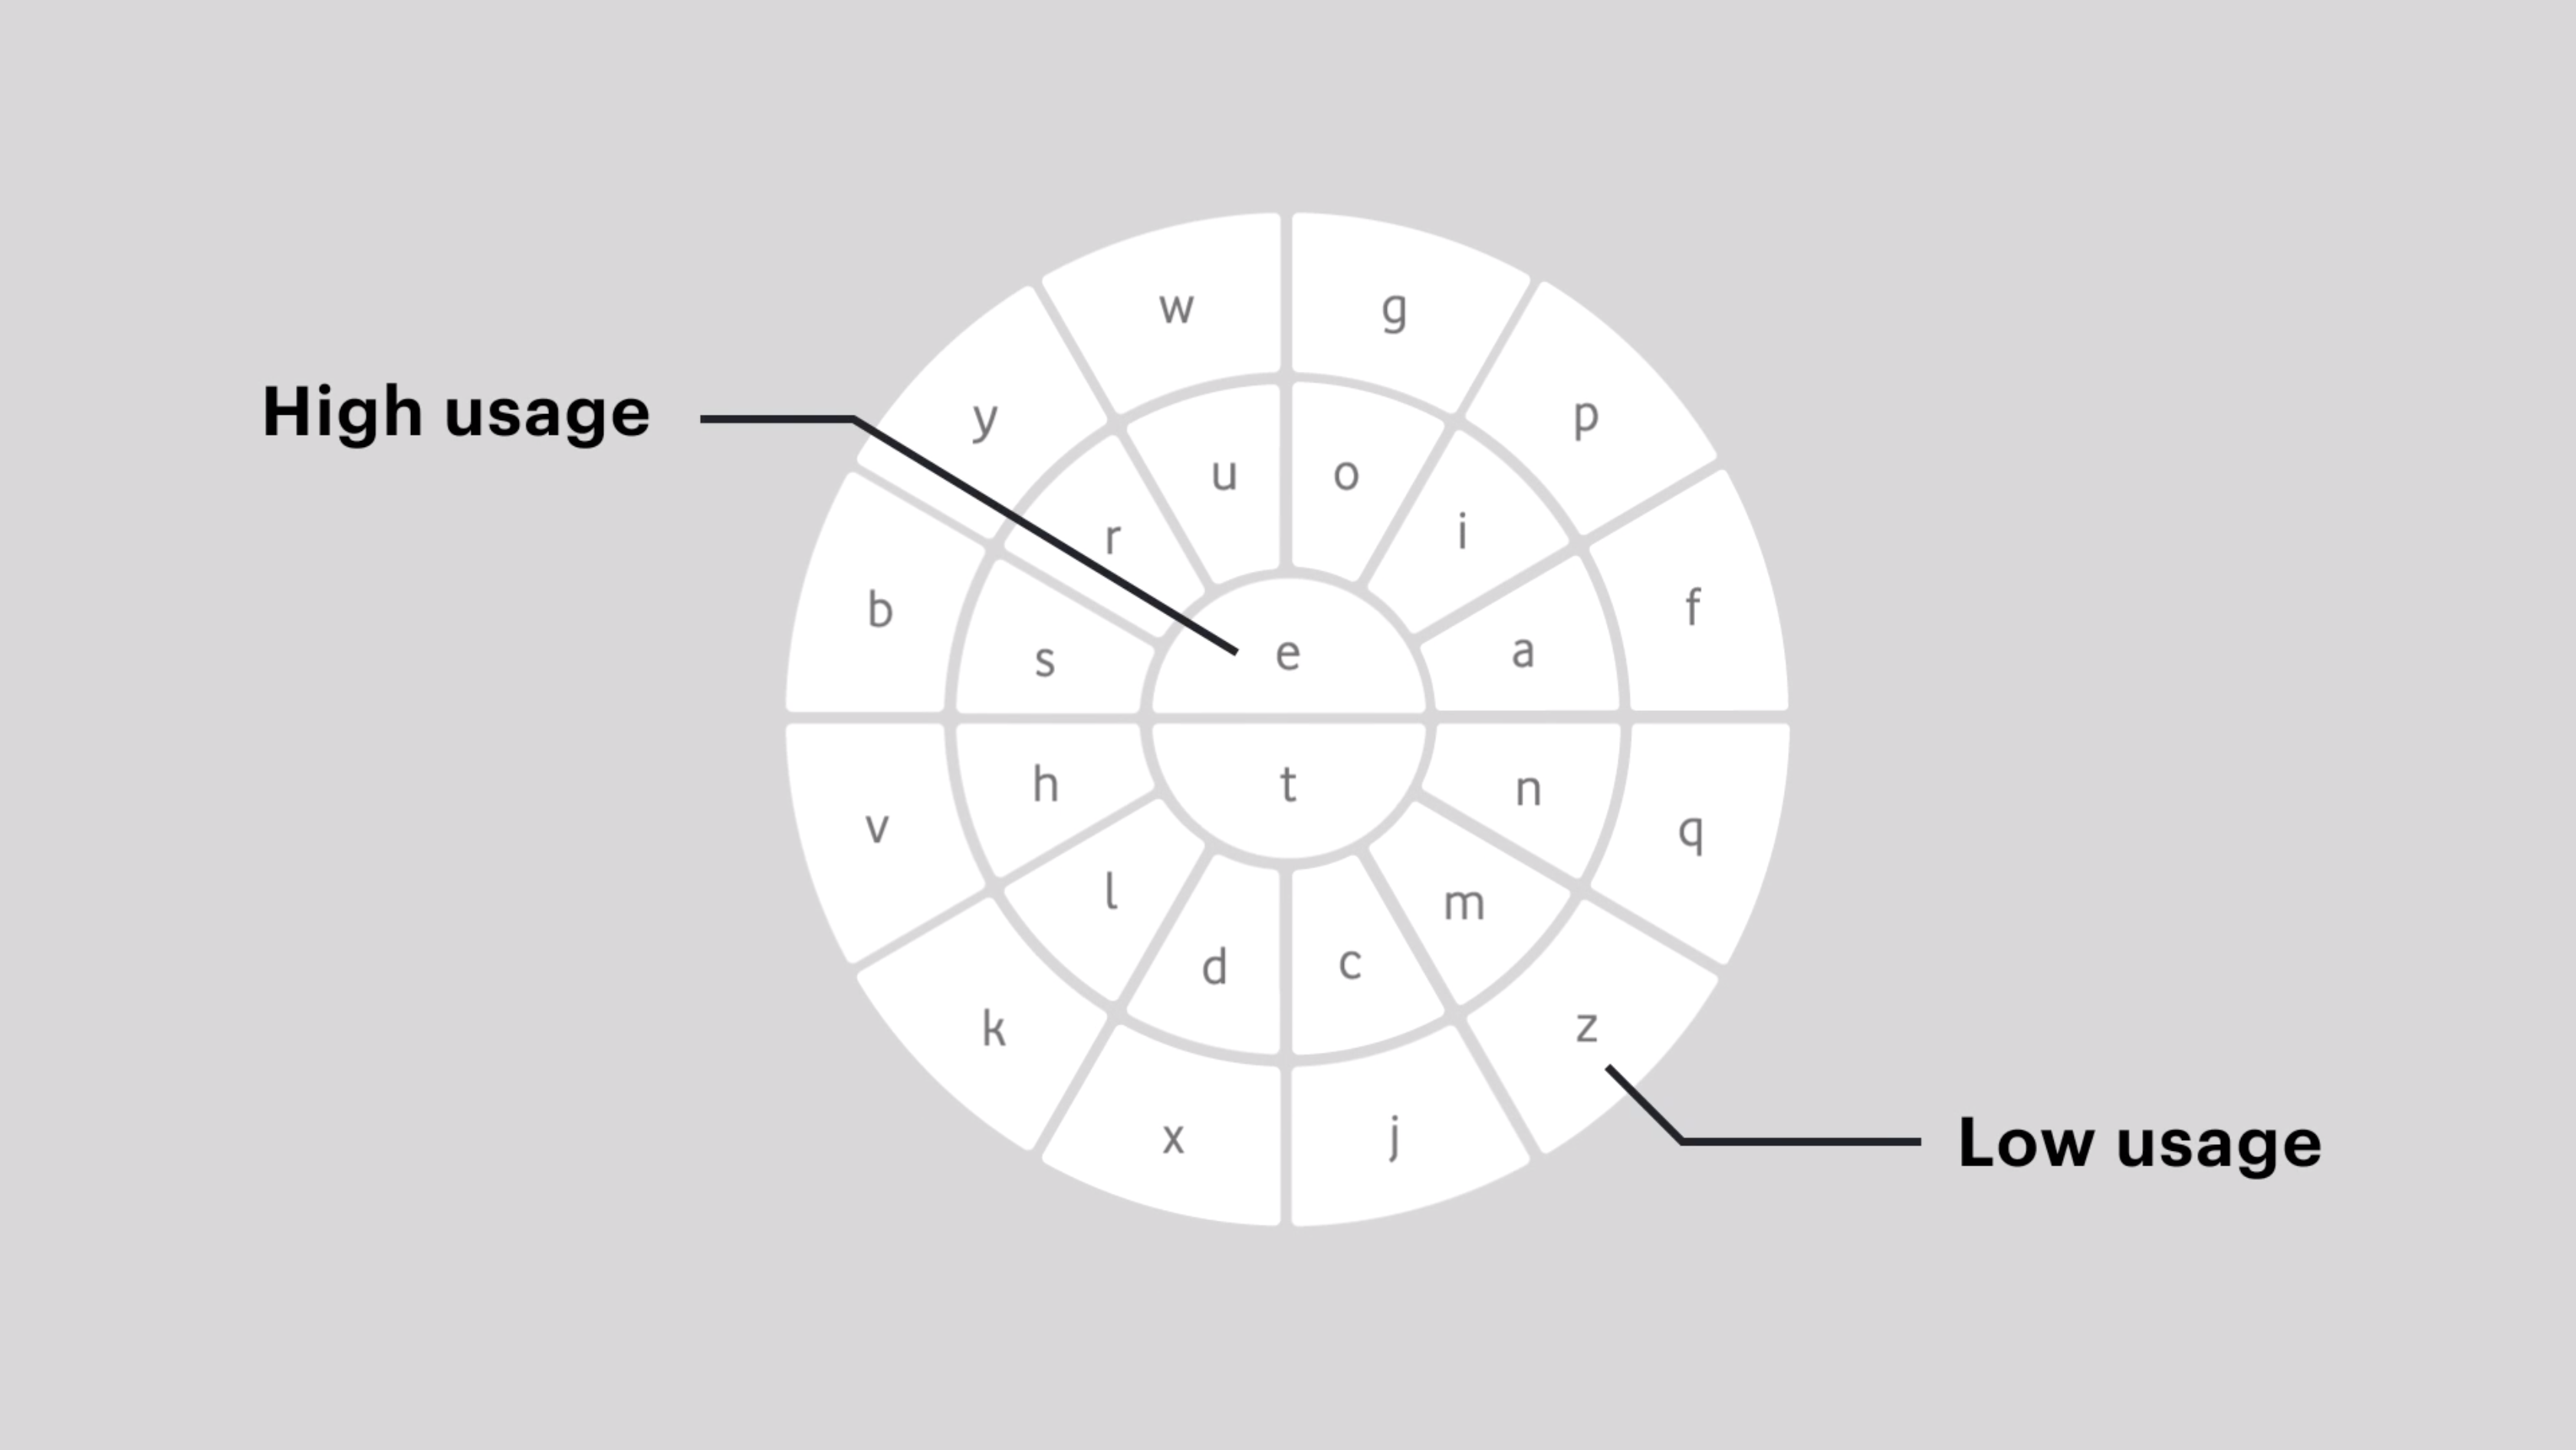 w g
High usage
y p
u o
r i
b f
s e a
h t n
v q
l m
d c
k z
x j
Low usage